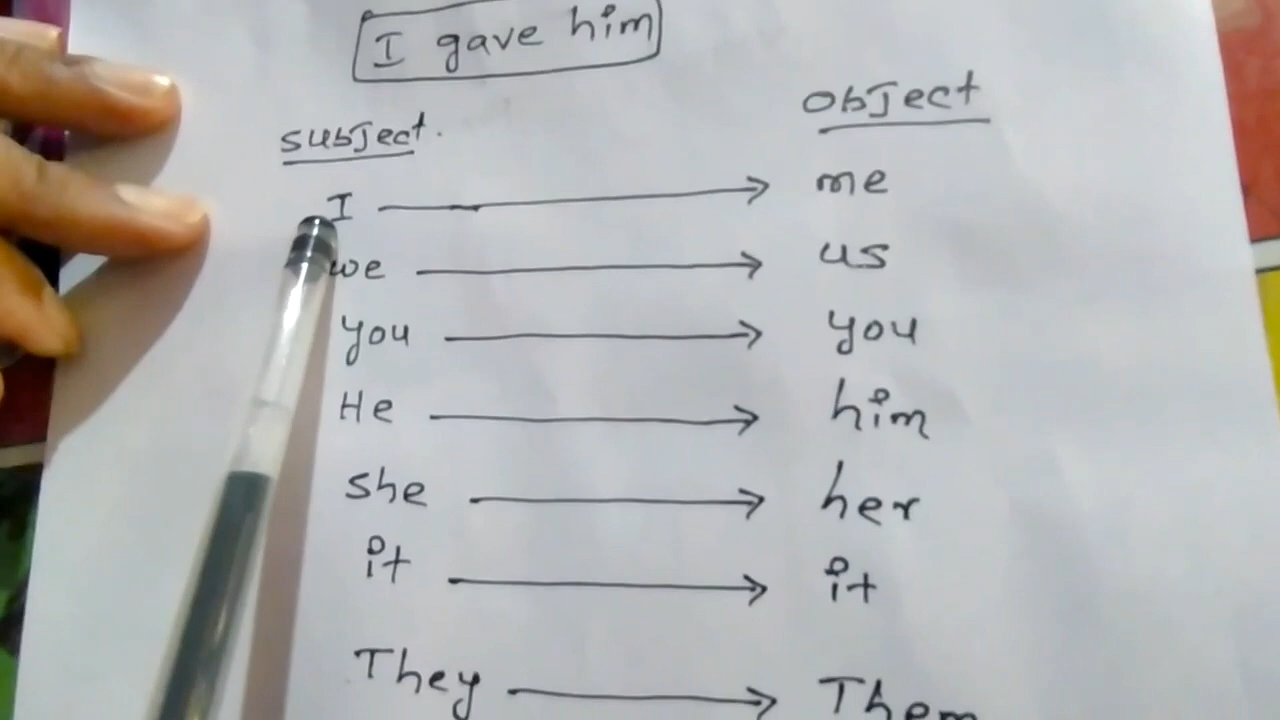 I gave him
subject. object
I → me
we → us
you → you
He → him
she → her
it → it
They → Them